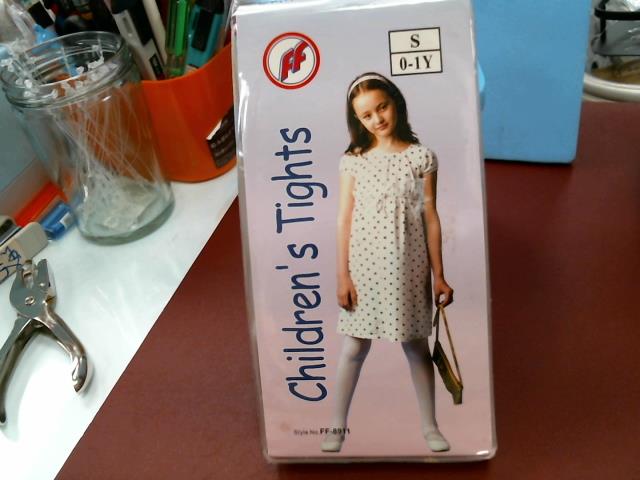 FF
S
0-1Y
Children's Tights
Style No. FF-8911